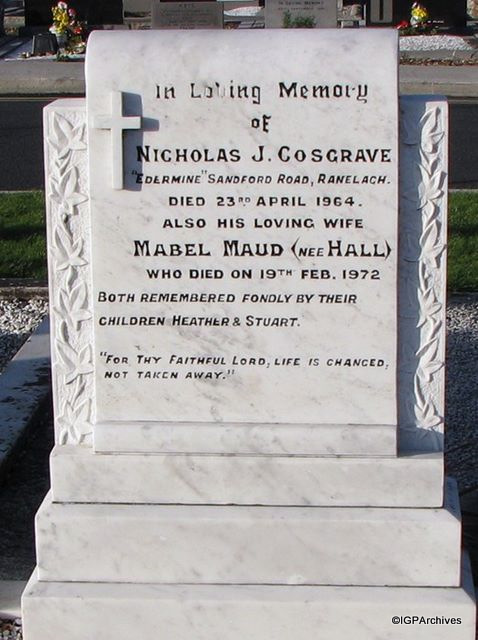 In Loving Memory
of
Nicholas J. Cosgrave
"Edermine" Sandford Road, Ranelagh.
Died 23rd April 1964.
Also his loving wife
Mabel Maud (nee Hall)
who died on 19th Feb. 1972
Both remembered fondly by their
children Heather & Stuart.
"For Thy Faithful Lord, life is changed;
not taken away."
©IGPArchives